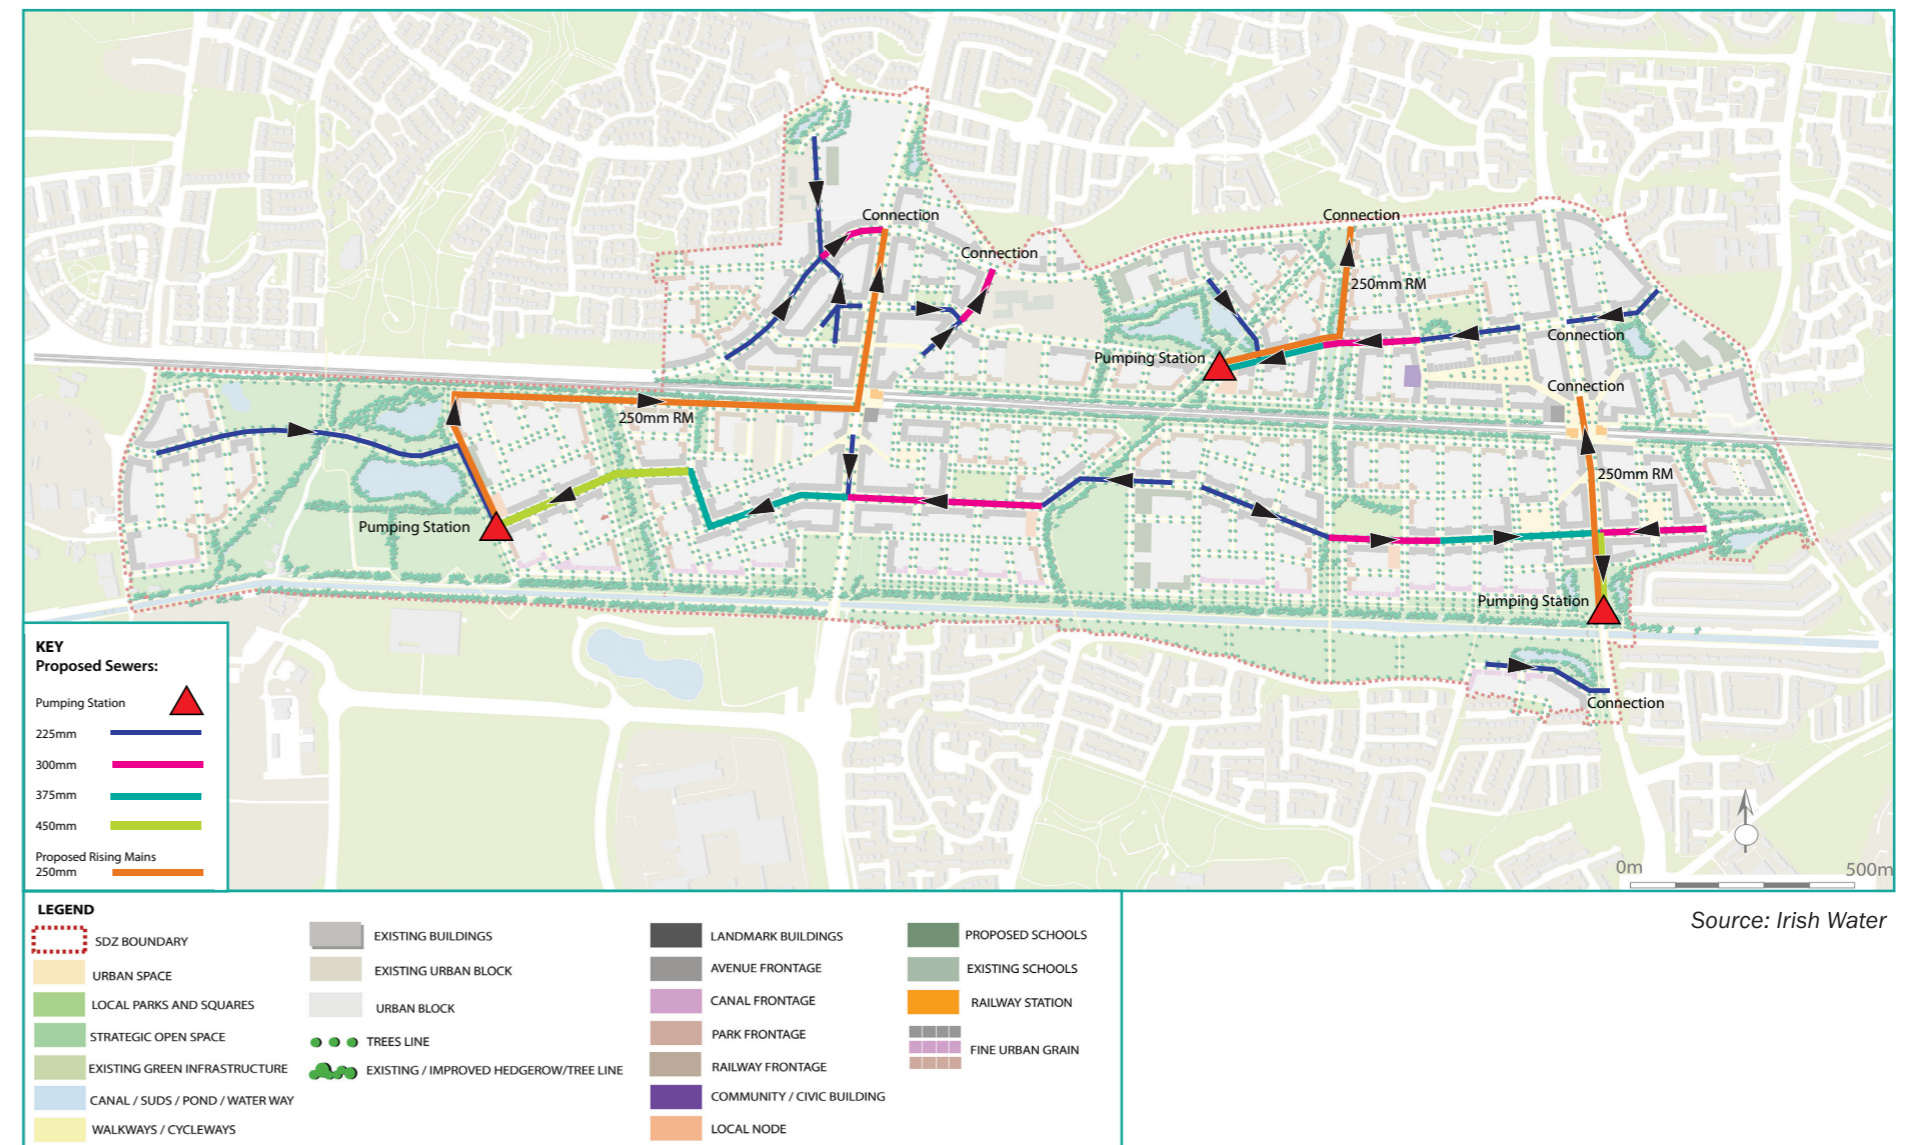 Connection
Connection
Connection
250mm RM
Connection
Pumping Station
Connection
250mm RM
250mm RM
Pumping Station
Pumping Station
Connection
KEY
Proposed Sewers:
Pumping Station
225mm
300mm
375mm
450mm
Proposed Rising Mains
250mm
0m
500m
Source: Irish Water
LEGEND
SDZ BOUNDARY
URBAN SPACE
LOCAL PARKS AND SQUARES
STRATEGIC OPEN SPACE
EXISTING GREEN INFRASTRUCTURE
CANAL / SUDS / POND / WATER WAY
WALKWAYS / CYCLEWAYS
EXISTING BUILDINGS
EXISTING URBAN BLOCK
URBAN BLOCK
TREES LINE
EXISTING / IMPROVED HEDGEROW/TREE LINE
LANDMARK BUILDINGS
AVENUE FRONTAGE
CANAL FRONTAGE
PARK FRONTAGE
RAILWAY FRONTAGE
COMMUNITY / CIVIC BUILDING
LOCAL NODE
PROPOSED SCHOOLS
EXISTING SCHOOLS
RAILWAY STATION
FINE URBAN GRAIN